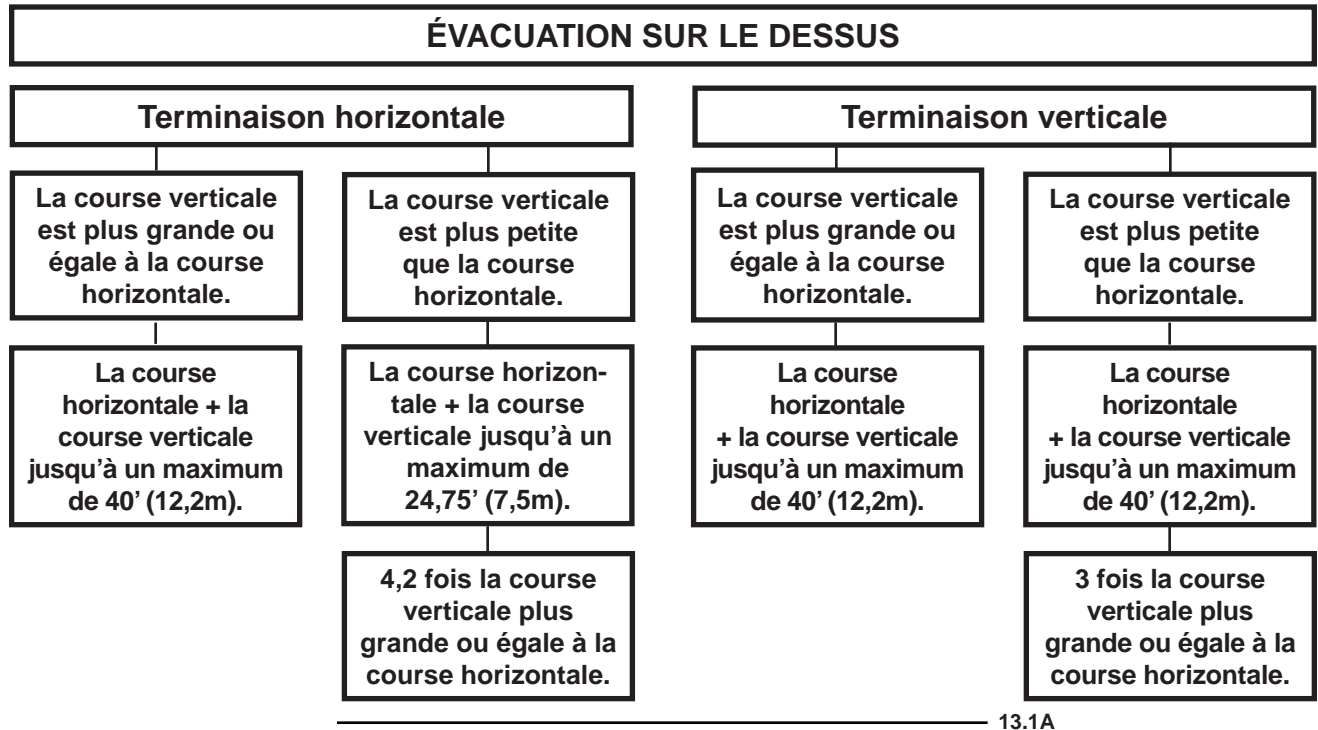 ÉVACUATION SUR LE DESSUS
Terminaison horizontale
La course verticale
est plus grande ou
égale à la course
horizontale.
La course
horizontale + la
course verticale
jusqu’à un maximum
de 40’ (12,2m).
La course verticale
est plus petite
que la course
horizontale.
La course horizon-
tale + la course
verticale jusqu’à un
maximum de
24,75’ (7,5m).
4,2 fois la course
verticale plus
grande ou égale à la
course horizontale.
Terminaison verticale
La course verticale
est plus grande ou
égale à la course
horizontale.
La course
horizontale
+ la course verticale
jusqu’à un maximum
de 40’ (12,2m).
La course verticale
est plus petite
que la course
horizontale.
La course
horizontale
+ la course verticale
jusqu’à un maximum
de 40’ (12,2m).
3 fois la course
verticale plus
grande ou égale à la
course horizontale.
13.1A